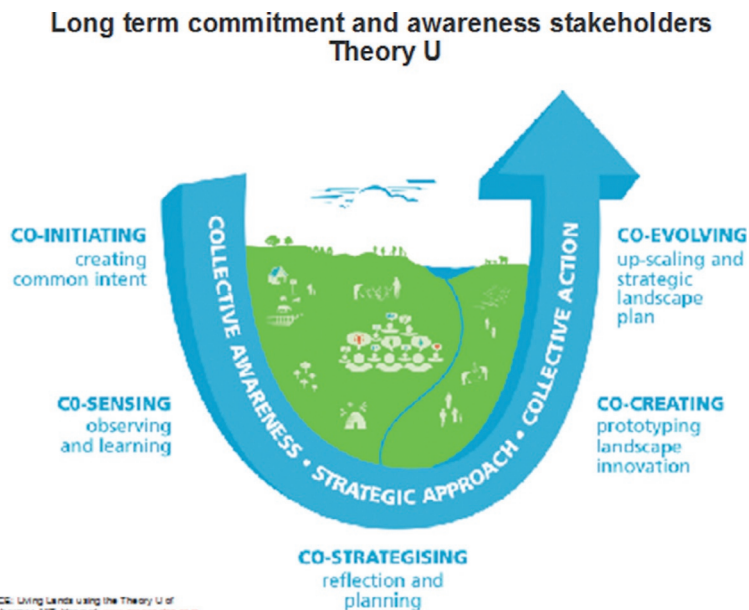 Long term commitment and awareness stakeholders
Theory U
CO-INITIATING
creating
common intent
C0-SENSING
observing
and learning
COLLECTIVE AWARENESS • STRATEGIC APPROACH • COLLECTIVE ACTION
CO-STRATEGISING
reflection and
planning
CO-CREATING
prototyping
landscape
innovation
CO-EVOLVING
up-scaling and
strategic
landscape
plan
CE: Living Lands using the Theory U of